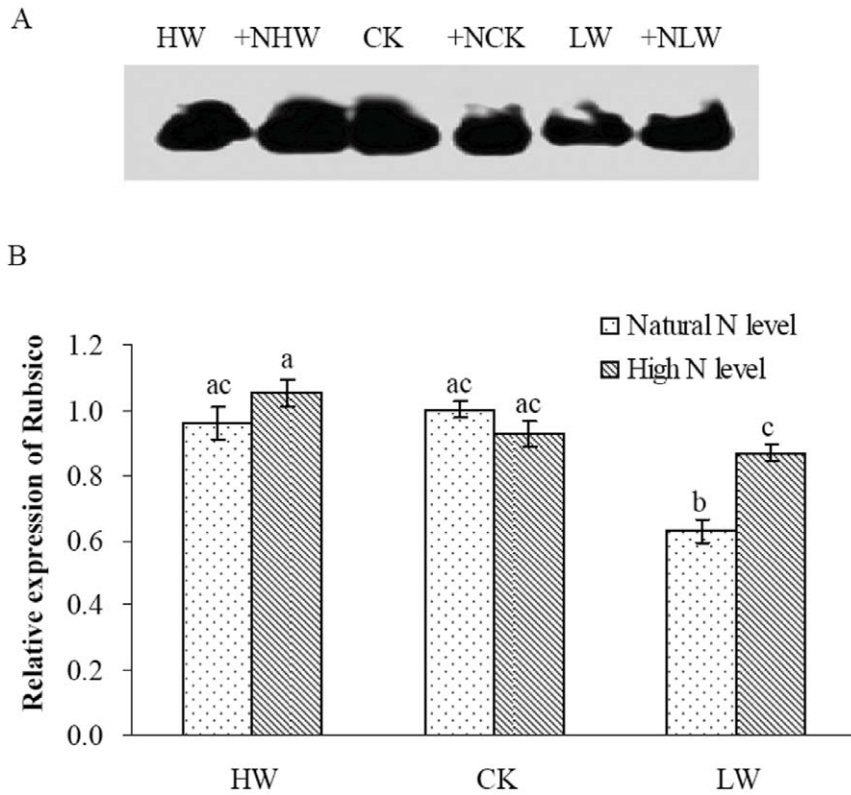 A
HW +NHW CK +NCK LW +NLW
B
Natural N level
High N level
Relative expression of Rubsico
1.2
1.0
0.8
0.6
0.4
0.2
0.0
ac
a
ac
ac
b
c
HW CK LW